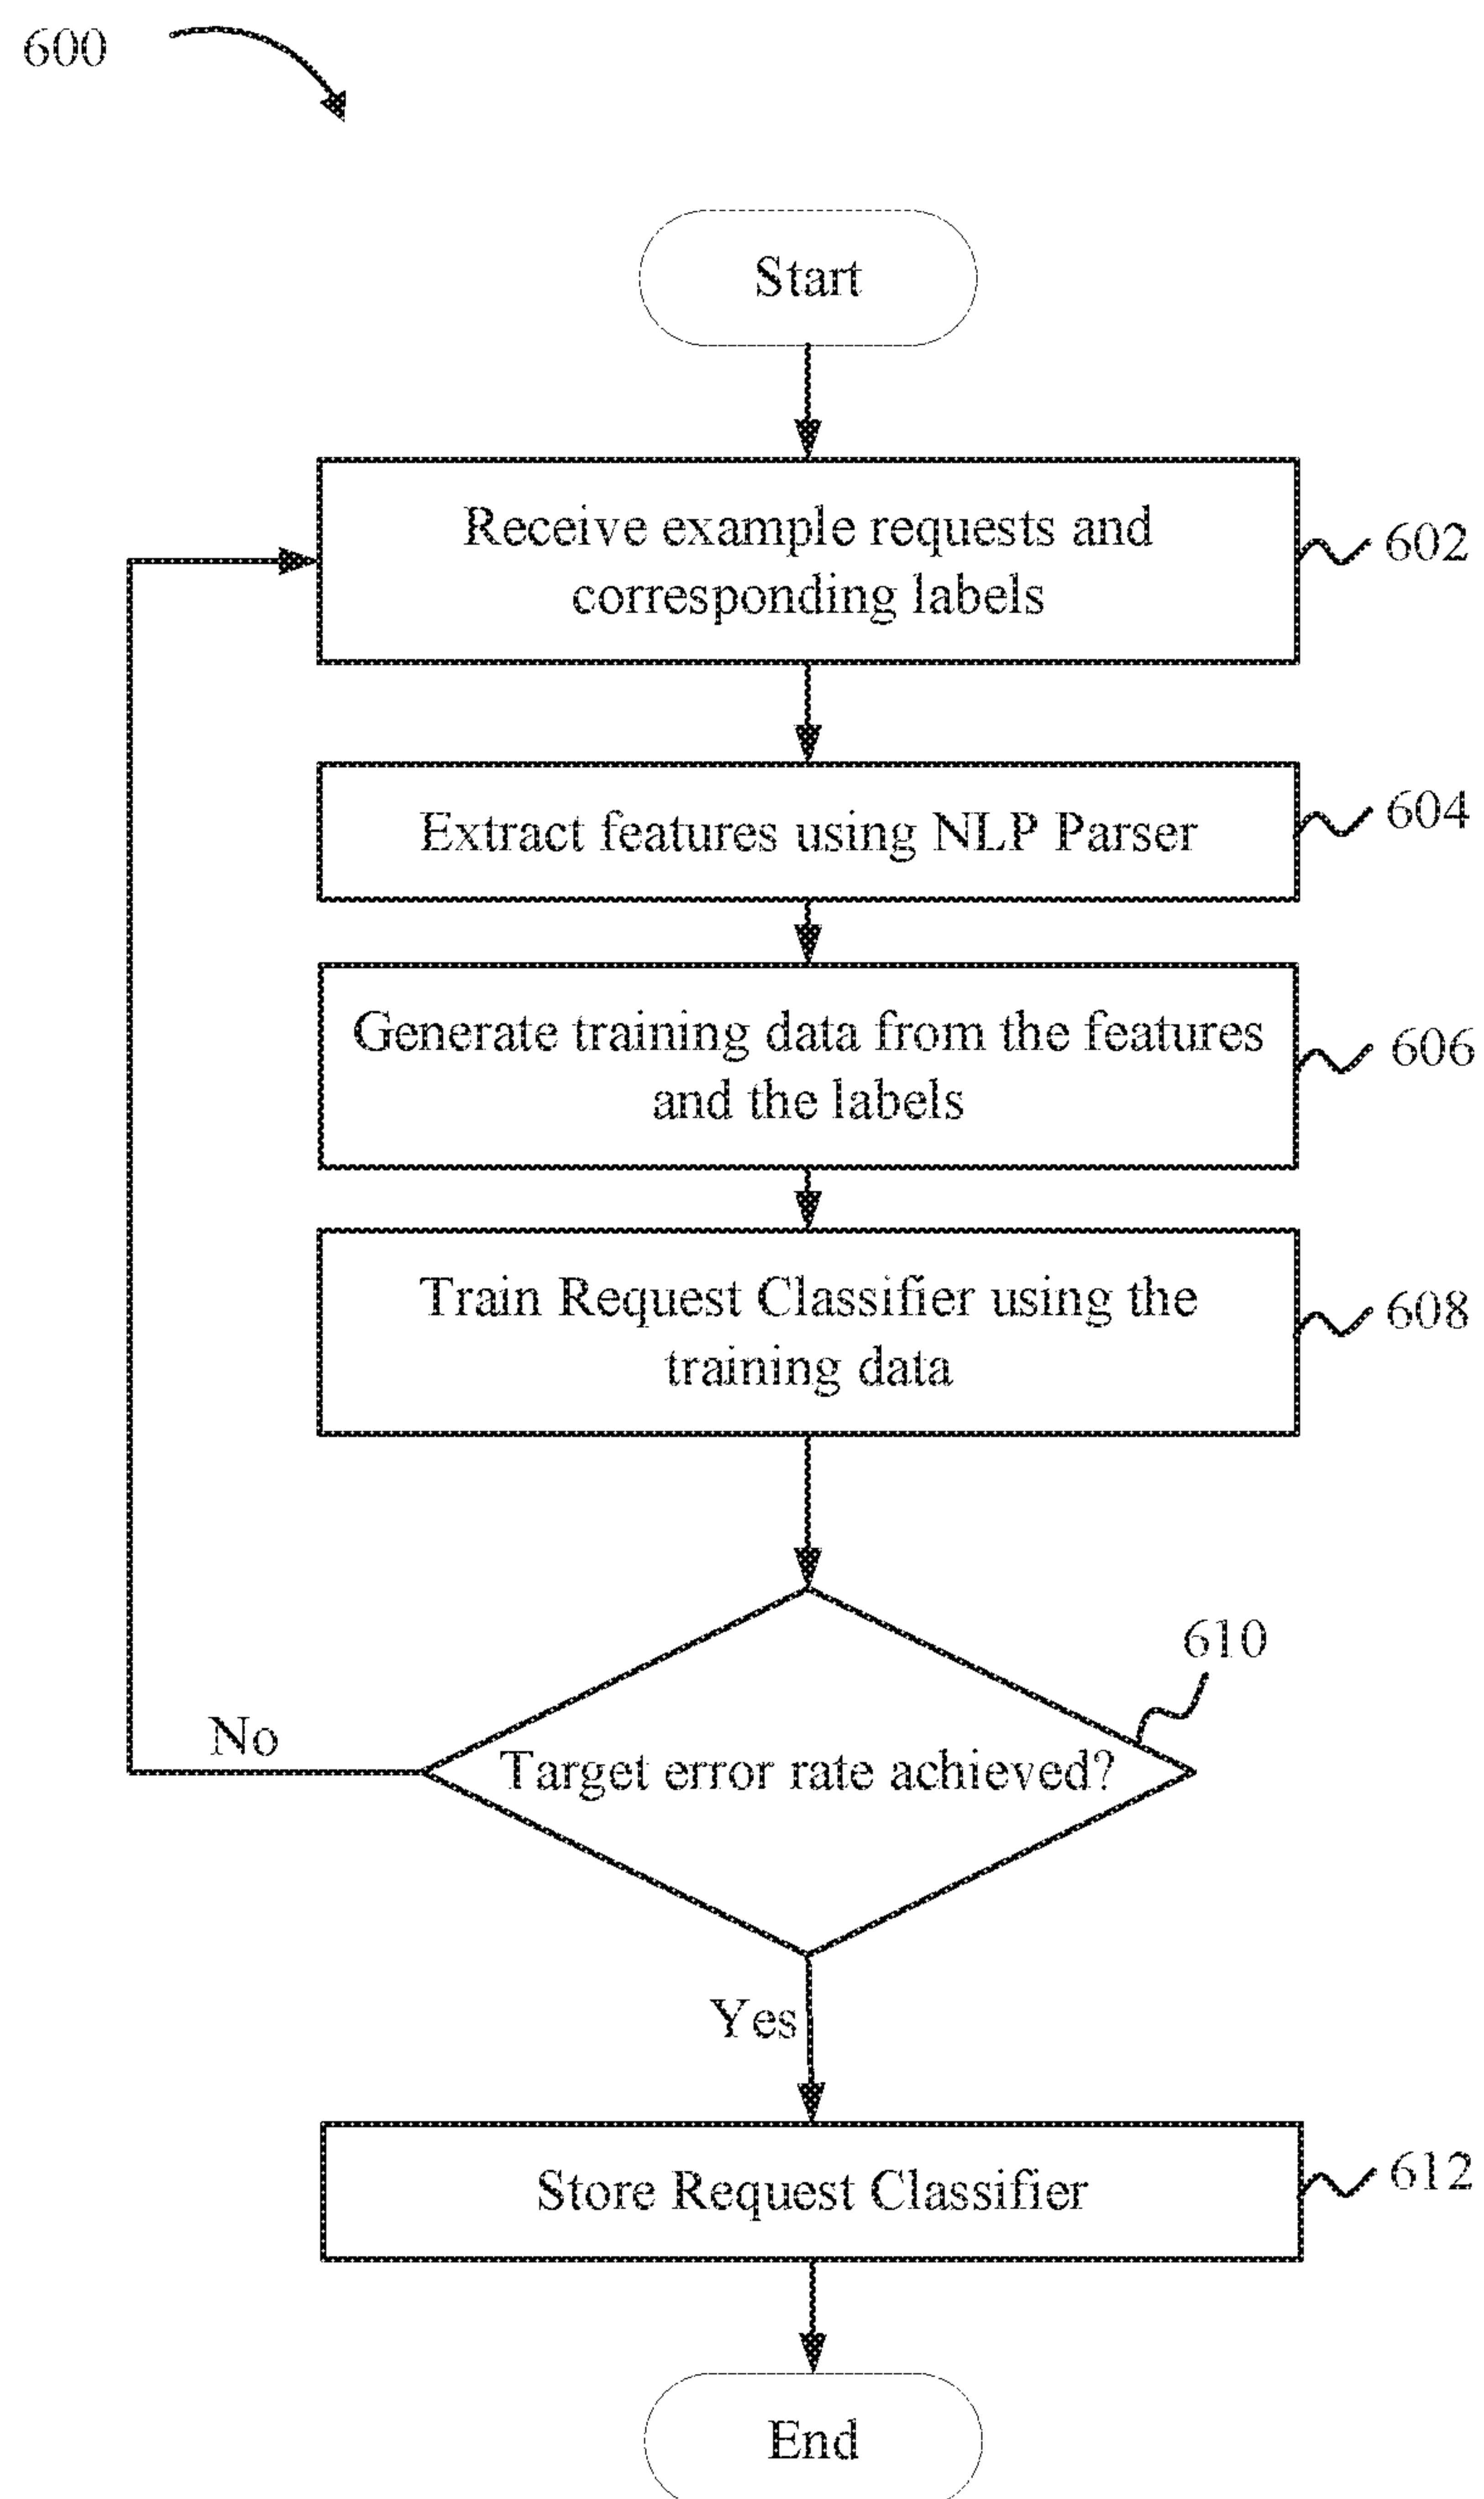 600
Start
Receive example requests and
corresponding labels
602
Extract features using NLP Parser
604
Generate training data from the features
and the labels
606
Train Request Classifier using the
training data
608
610
Target error rate achieved?
No
Yes
Store Request Classifier
612
End